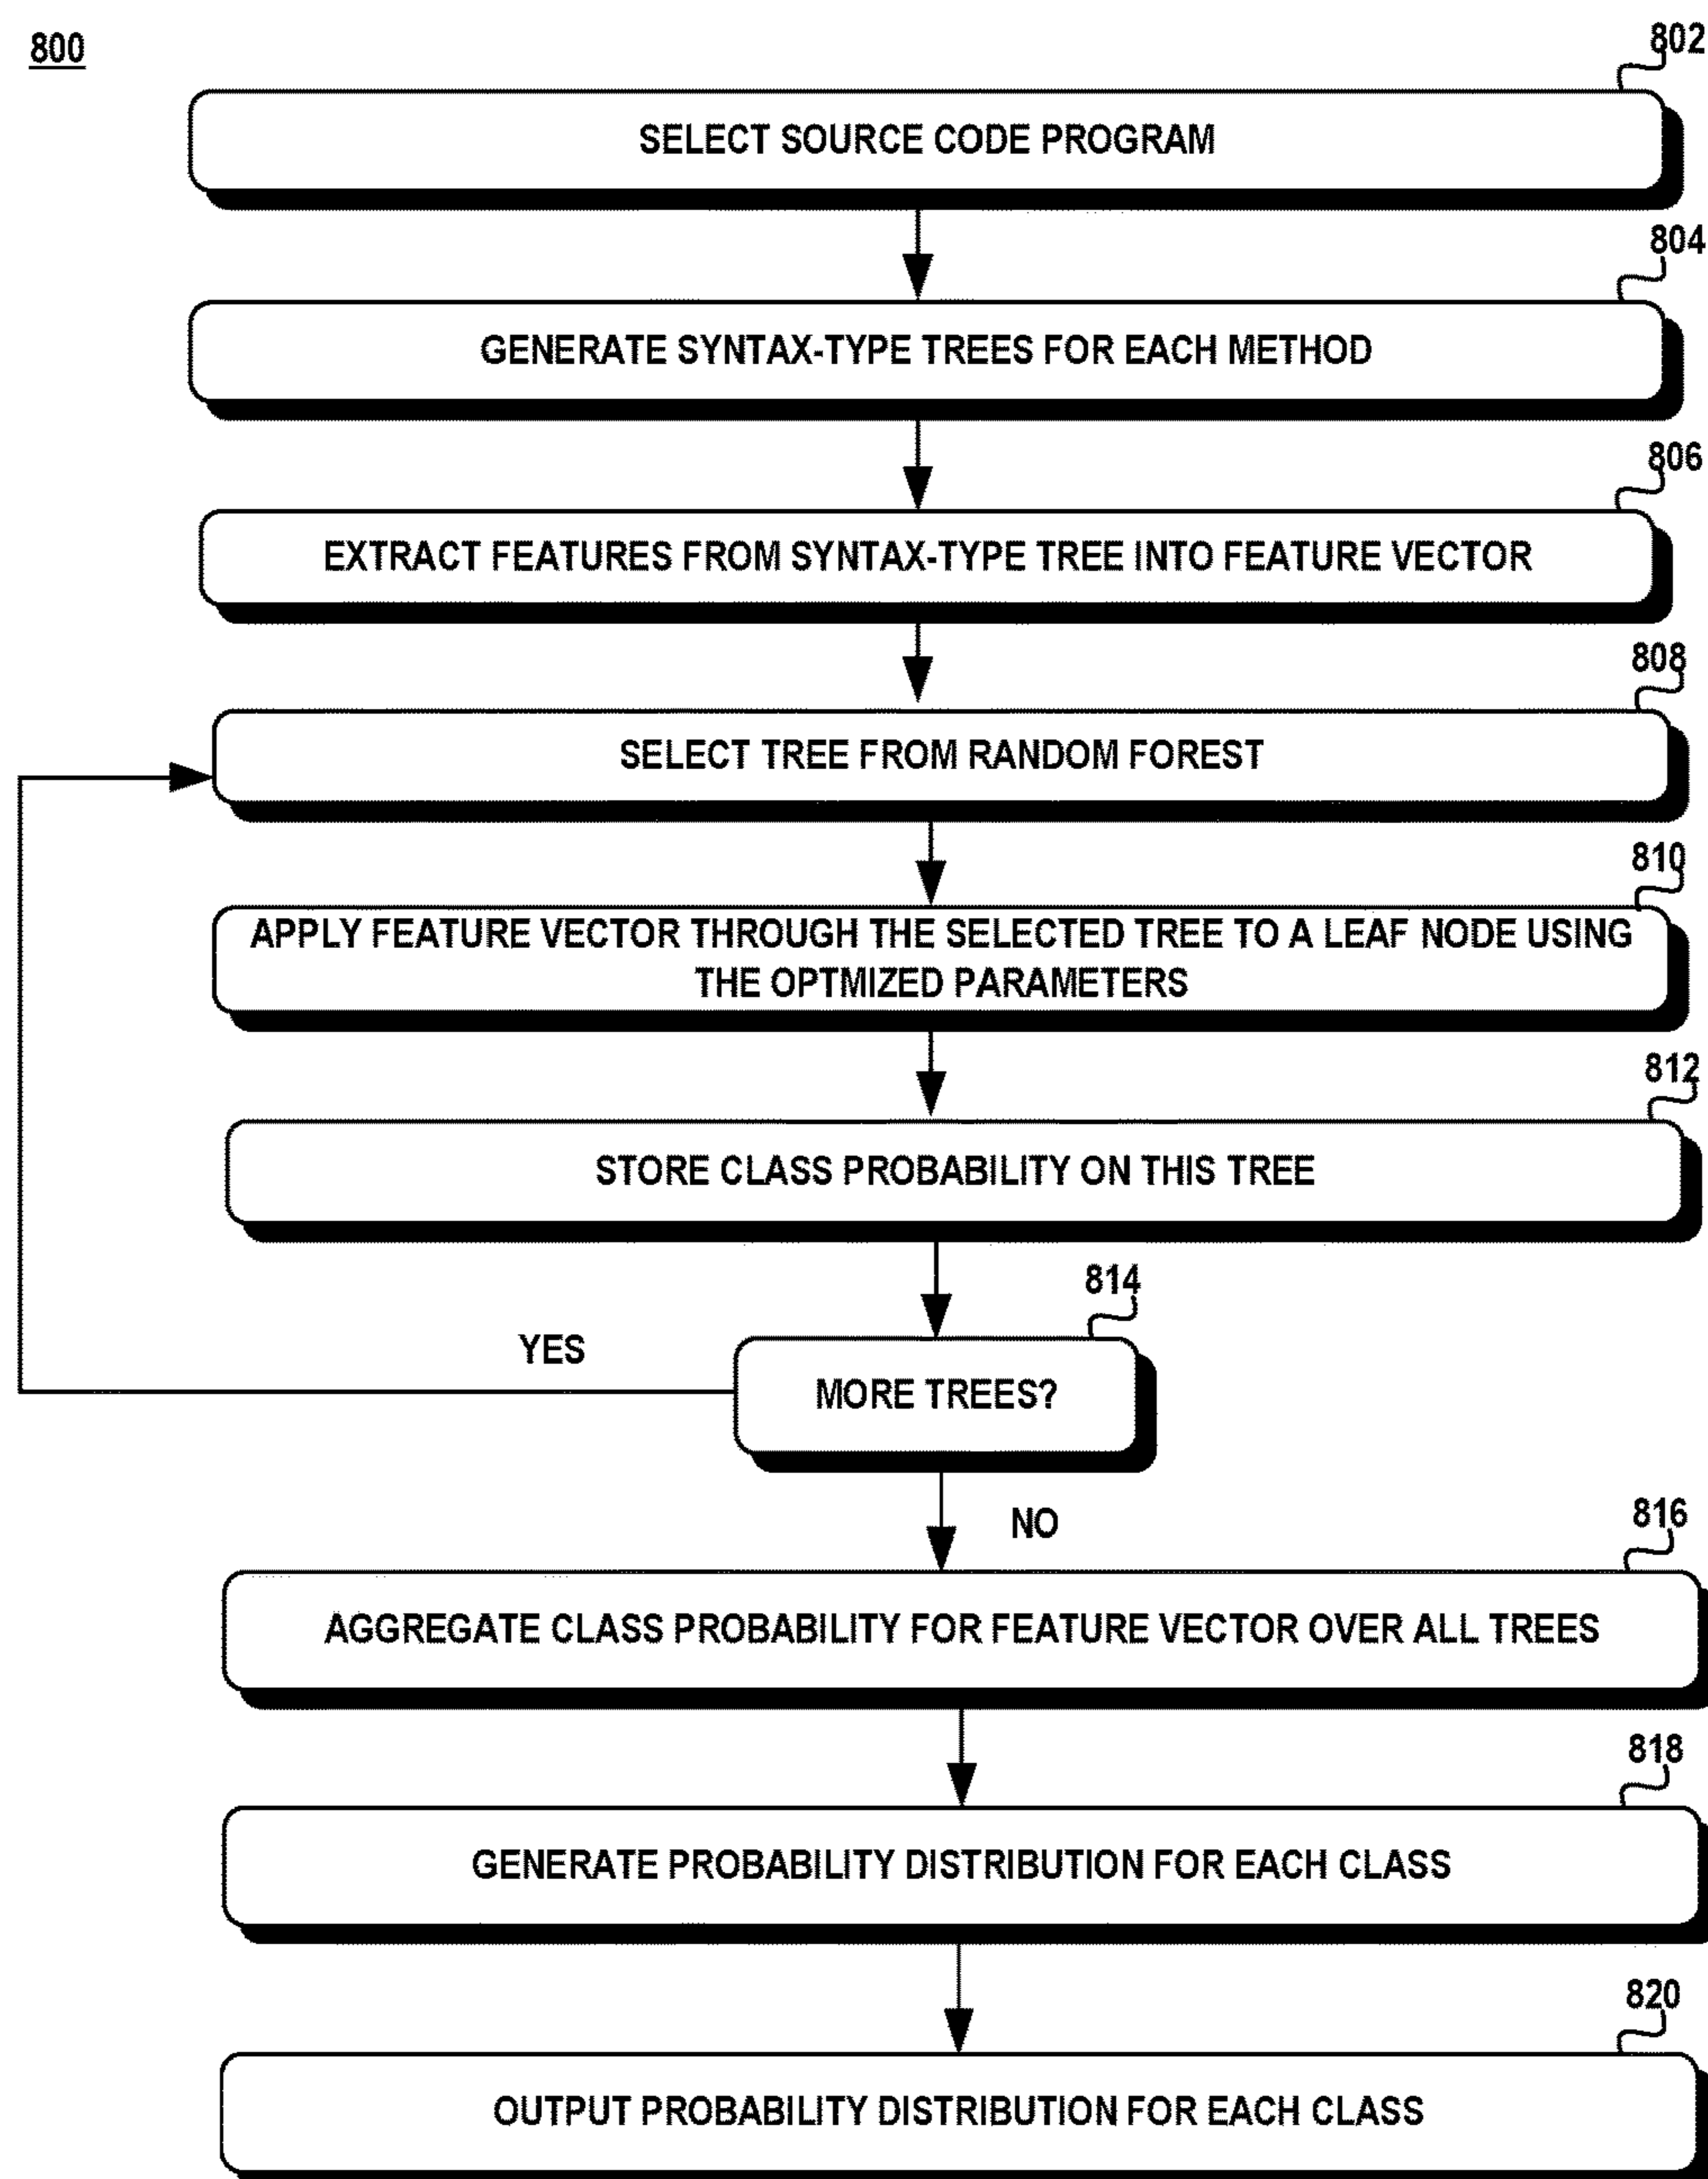 800
802
SELECT SOURCE CODE PROGRAM
804
GENERATE SYNTAX-TYPE TREES FOR EACH METHOD
806
EXTRACT FEATURES FROM SYNTAX-TYPE TREE INTO FEATURE VECTOR
808
SELECT TREE FROM RANDOM FOREST
810
APPLY FEATURE VECTOR THROUGH THE SELECTED TREE TO A LEAF NODE USING
THE OPTMIZED PARAMETERS
812
STORE CLASS PROBABILITY ON THIS TREE
814
YES
MORE TREES?
NO
816
AGGREGATE CLASS PROBABILITY FOR FEATURE VECTOR OVER ALL TREES
818
GENERATE PROBABILITY DISTRIBUTION FOR EACH CLASS
820
OUTPUT PROBABILITY DISTRIBUTION FOR EACH CLASS